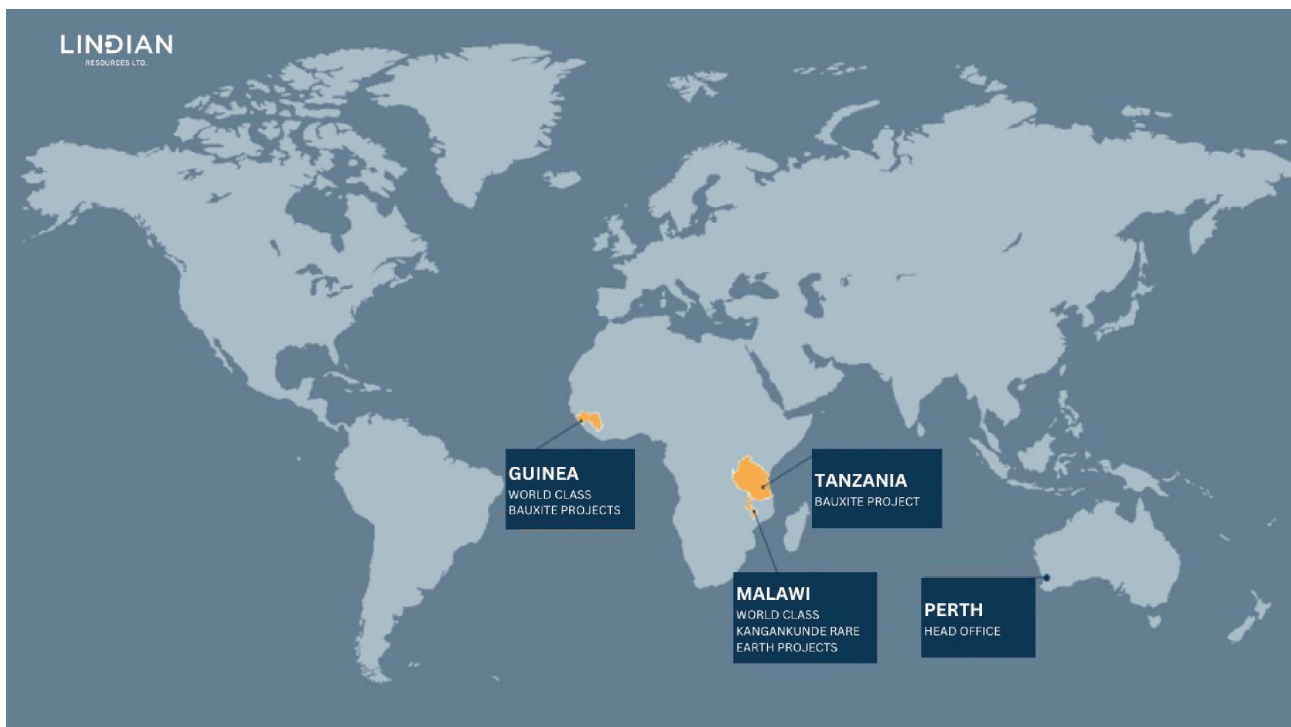 LINDIAN
RESOURCES LTD.
GUINEA
WORLD CLASS
BAUXITE PROJECTS
TANZANIA
BAUXITE PROJECT
MALAWI
WORLD CLASS
KANGANKUNDE RARE
EARTH PROJECTS
PERTH
HEAD OFFICE